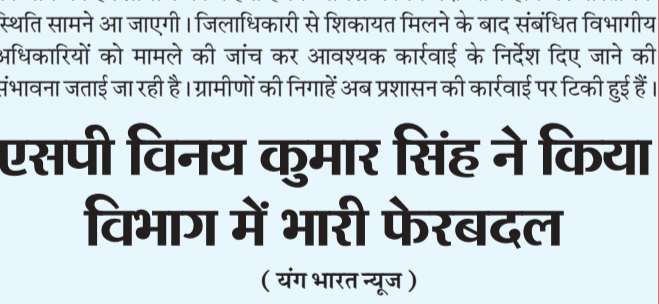 स्थिति सामने आ जाएगी। जिलाधिकारी से शिकायत मिलने के बाद संबंधित विभागीय
अधिकारियों को मामले की जांच कर आवश्यक कार्रवाई के निर्देश दिए जाने की
संभावना जताई जा रही है। ग्रामीणों की निगाहें अब प्रशासन की कार्रवाई पर टिकी हुई हैं।
एसपी विनय कुमार सिंह ने किया
विभाग में भारी फेरबदल
( यंग भारत न्यूज )